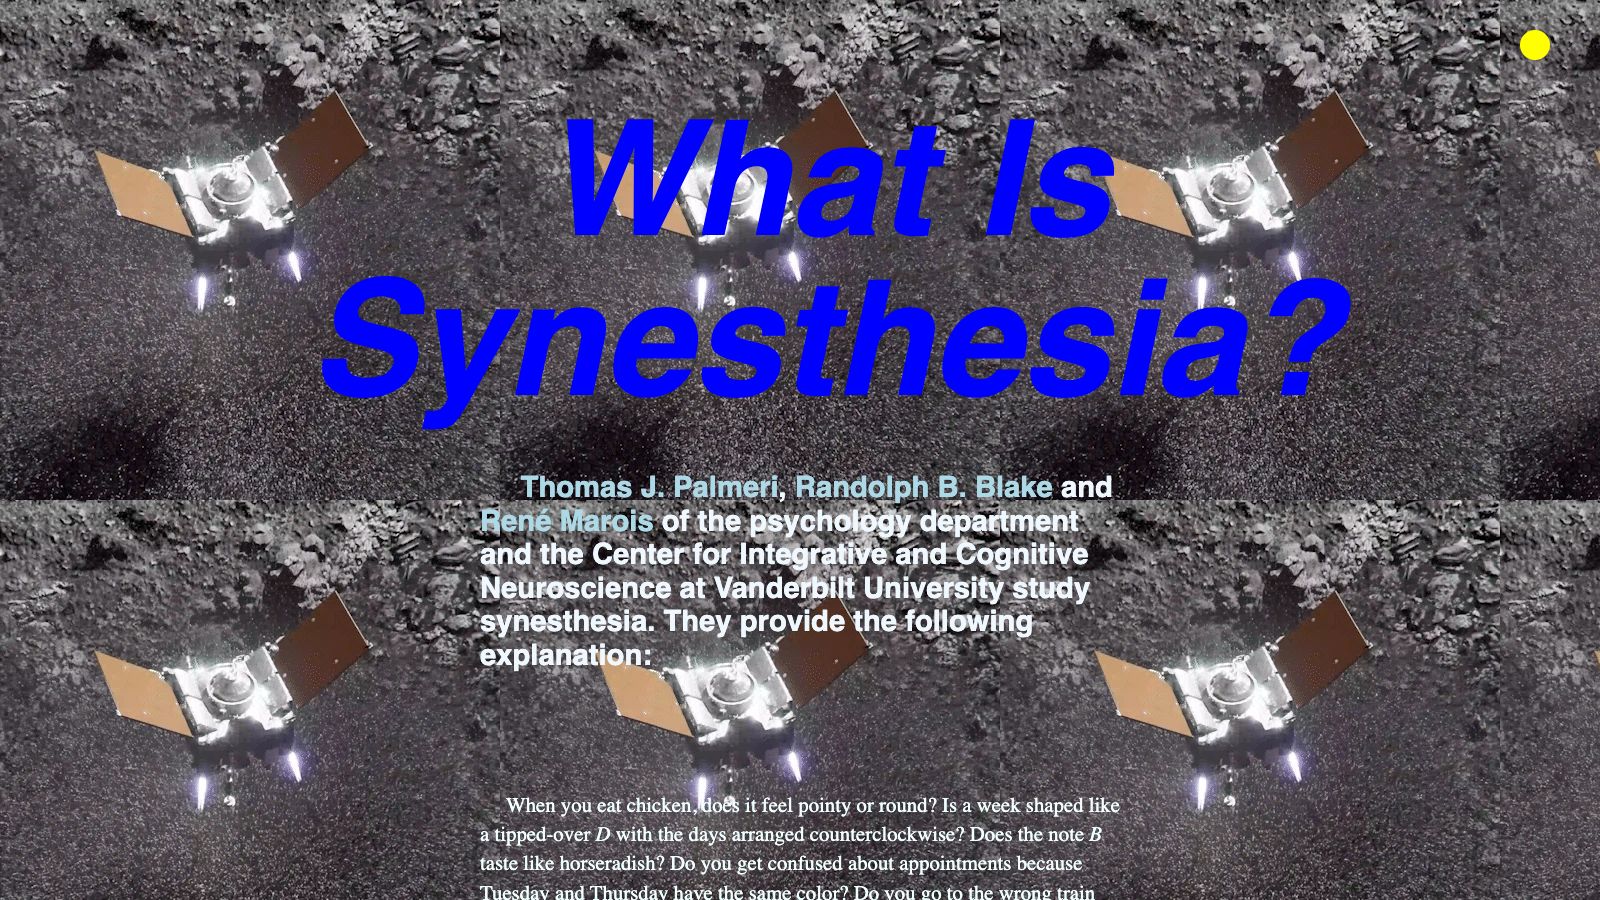 What Is
Synesthesia?
Thomas J. Palmeri, Randolph B. Blake and
René Marois of the psychology department
and the Center for Integrative and Cognitive
Neuroscience at Vanderbilt University study
synesthesia. They provide the following
explanation:
When you eat chicken, does it feel pointy or round? Is a week shaped like
a tipped-over D with the days arranged counterclockwise? Does the note B
taste like horseradish? Do you get confused about appointments because
Tuesday and Thursday have the same color? Do you go to the wrong train